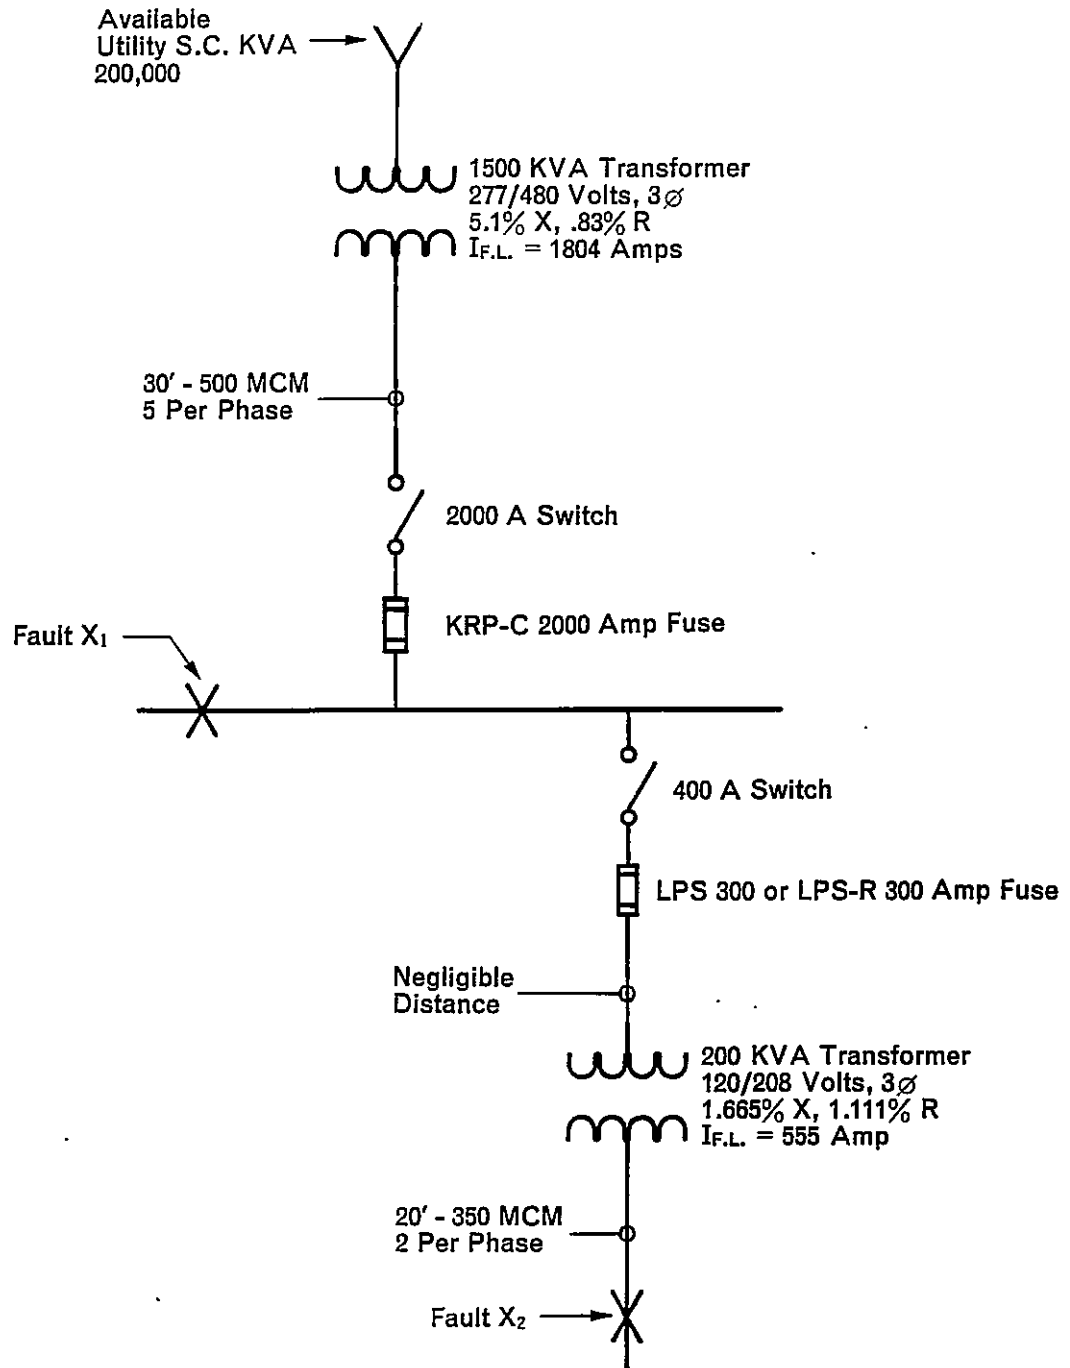 Available
Utility S.C. KVA
200,000
1500 KVA Transformer
277/480 Volts, 3⌀
5.1% X, .83% R
IF.L. = 1804 Amps
30' - 500 MCM
5 Per Phase
2000 A Switch
KRP-C 2000 Amp Fuse
Fault X1
400 A Switch
LPS 300 or LPS-R 300 Amp Fuse
Negligible
Distance
200 KVA Transformer
120/208 Volts, 3⌀
1.665% X, 1.111% R
IF.L. = 555 Amp
20' - 350 MCM
2 Per Phase
Fault X2